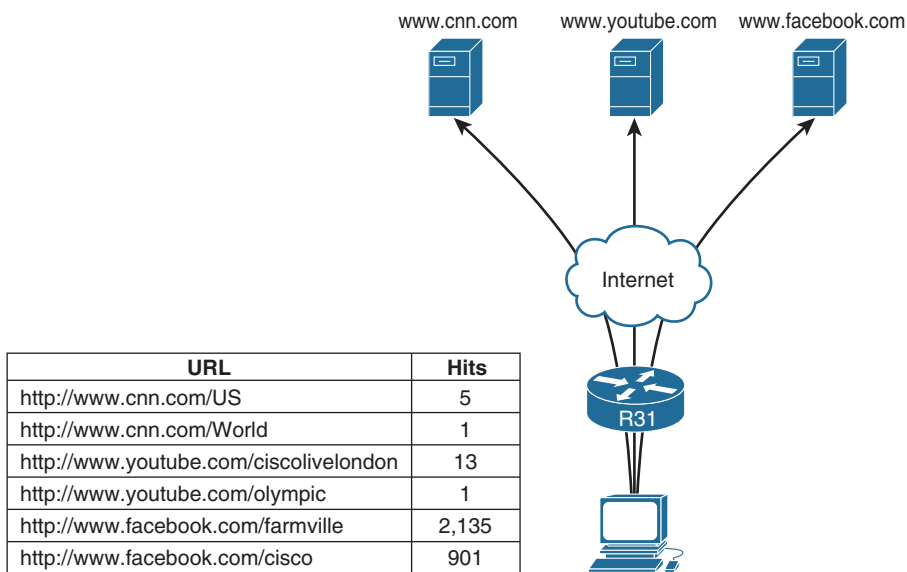 www.cnn.com www.youtube.com www.facebook.com
Internet
R31
URL Hits
http://www.cnn.com/US 5
http://www.cnn.com/World 1
http://www.youtube.com/ciscolivelondon 13
http://www.youtube.com/olympic 1
http://www.facebook.com/farmville 2,135
http://www.facebook.com/cisco 901